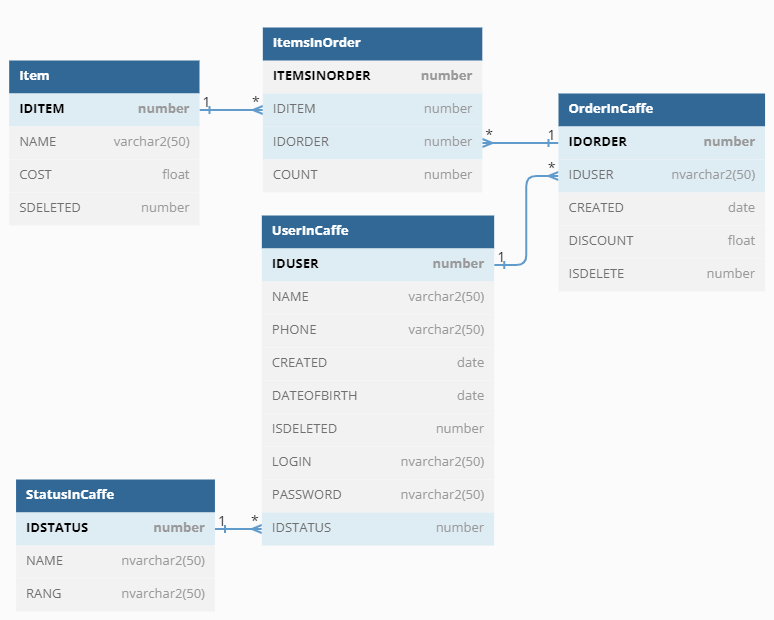 Item
IDITEM number
NAME varchar2(50)
COST float
SDELETED number
1 *
ItemsInOrder
ITEMSINORDER number
IDITEM number
IDORDER number
COUNT number
* 1
OrderInCaffe
IDORDER number
IDUSER nvarchar2(50)
CREATED date
DISCOUNT float
ISDELETE number
1 *
UserInCaffe
IDUSER number
NAME varchar2(50)
PHONE varchar2(50)
CREATED date
DATEOFBIRTH date
ISDELETED number
LOGIN nvarchar2(50)
PASSWORD nvarchar2(50)
IDSTATUS number
1 *
StatusInCaffe
IDSTATUS number
NAME nvarchar2(50)
RANG nvarchar2(50)